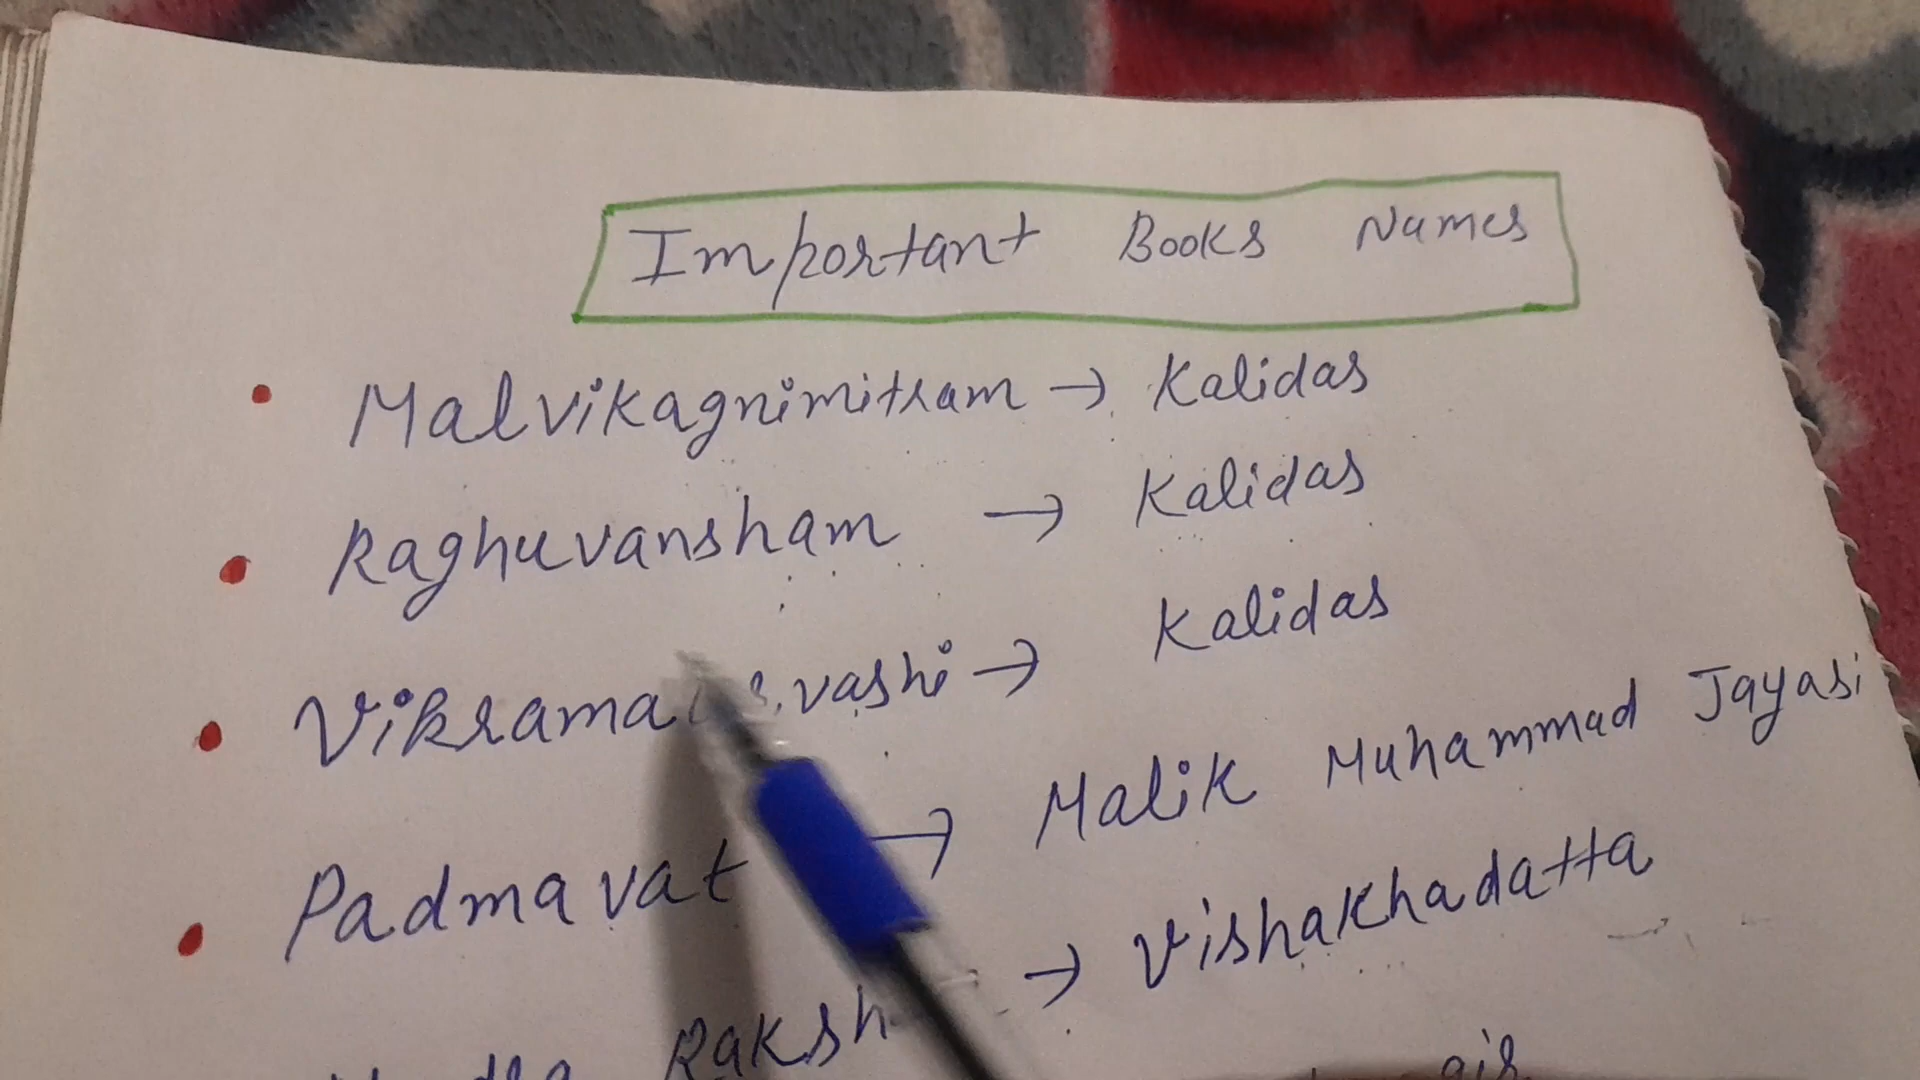 Important Books Names
Malvikagnimitram → Kalidas
Raghuvansham → Kalidas
→ Kalidas
Padmavat → Malik Muhammad Jayasi
→ Vishakhadatta